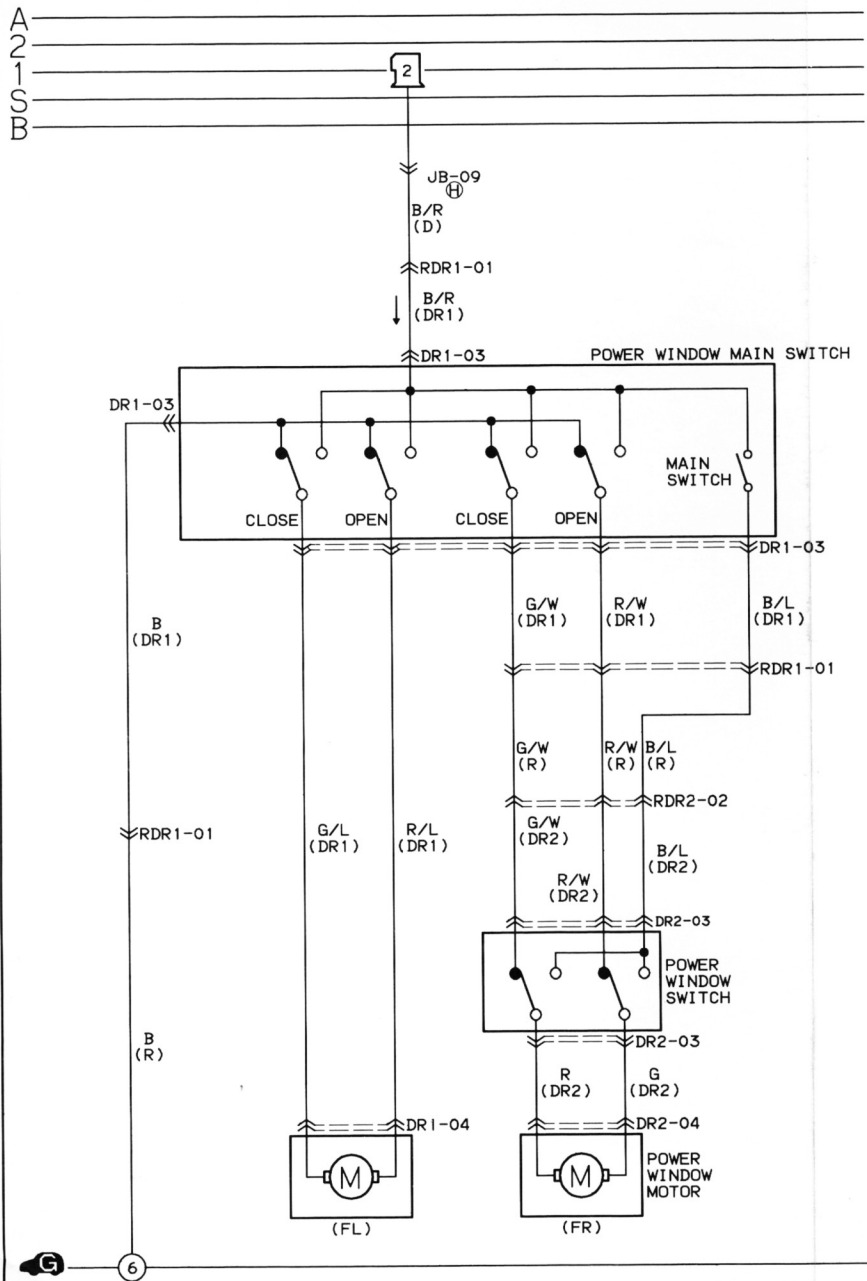 A
2
1
S
B
2
JB-09
H
B/R
(D)
RDR1-01
B/R
(DR1)
DR1-03
POWER WINDOW MAIN SWITCH
DR1-03
MAIN
SWITCH
CLOSE OPEN CLOSE OPEN
DR1-03
B
(DR1)
G/W
(DR1)
R/W
(DR1)
B/L
(DR1)
RDR1-01
G/W
(R)
R/W
(R)
B/L
(R)
RDR2-02
RDR1-01
G/L
(DR1)
R/L
(DR1)
G/W
(DR2)
B/L
(DR2)
R/W
(DR2)
DR2-03
POWER
WINDOW
SWITCH
B
(R)
DR2-03
R
(DR2)
G
(DR2)
DR1-04
DR2-04
M
M
POWER
WINDOW
MOTOR
(FL)
(FR)
G
6